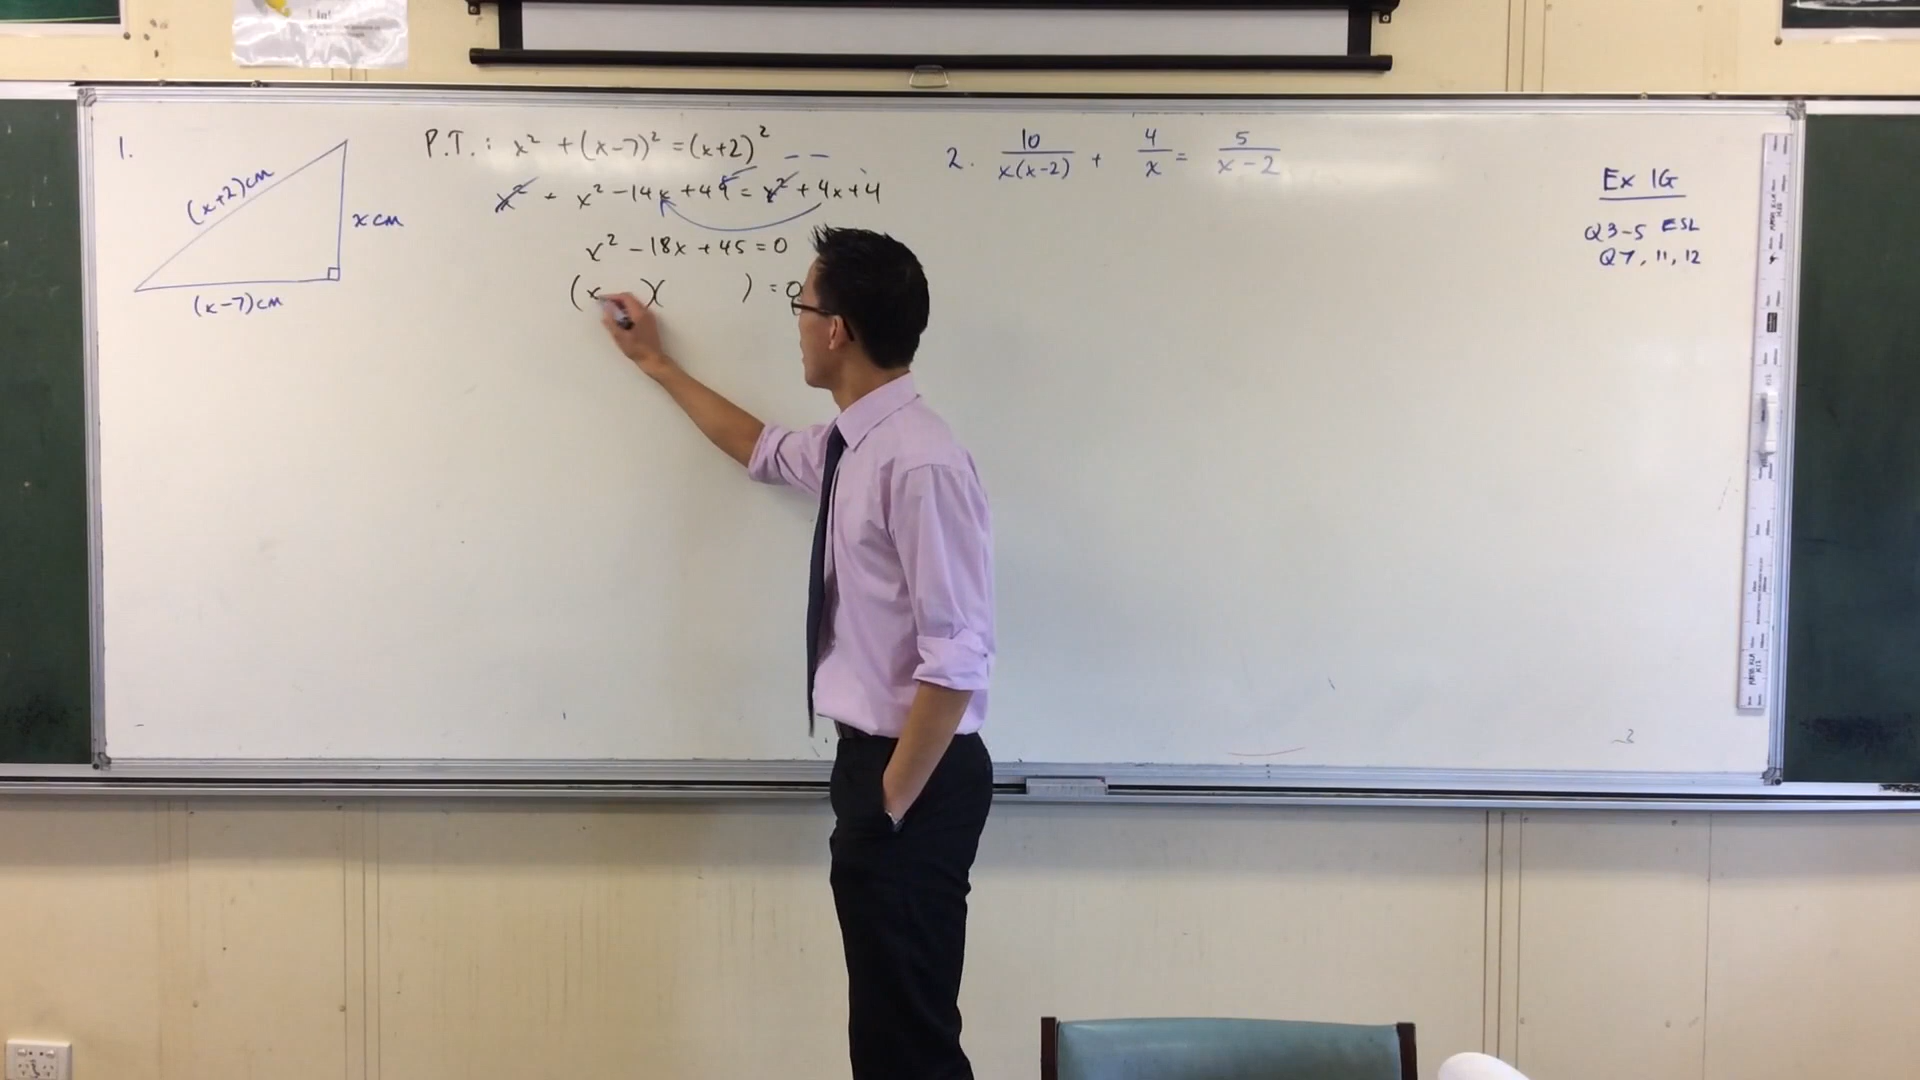 1.
(x+2)cm
x cm
(x-7)cm
P.T.: x² + (x-7)² = (x+2)²
x² + x² - 14x + 49 = x² + 4x + 4
x² - 18x + 45 = 0
(x )( ) = 0
2. 10/x(x-2) + 4/x = 5/x-2
Ex 1G
Q3-5 ESL
Q7, 11, 12